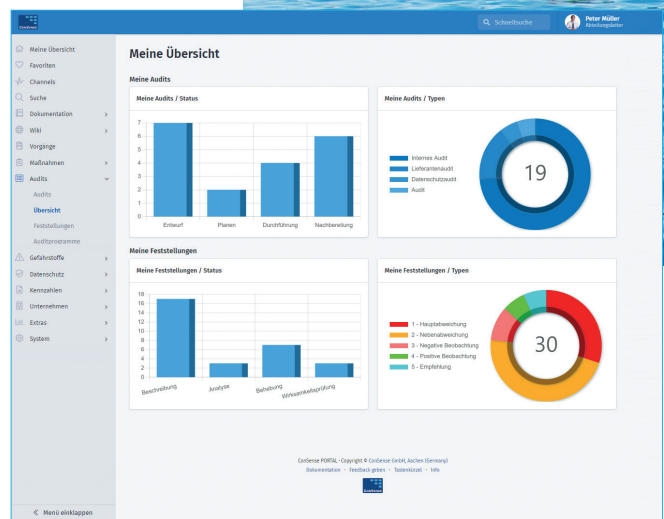 ConSense
Schnellsuche
Peter Müller
Abteilungsleiter
Meine Übersicht
Favoriten
Channels
Suche
Dokumentation
Wiki
Vorgänge
Maßnahmen
Audits
Audits
Übersicht
Feststellungen
Auditprogramme
Gefahrstoffe
Datenschutz
Kennzahlen
Unternehmen
Extras
System
Menü einklappen
Meine Übersicht
Meine Audits
Meine Audits / Status
7
6
5
4
3
2
1
0
Entwurf Planen Durchführung Nachbereitung
Meine Audits / Typen
Internes Audit
Lieferantenaudit
Datenschutzaudit
Audit
19
Meine Feststellungen
Meine Feststellungen / Status
18
16
14
12
10
8
6
4
2
0
Beschreibung Analyse Behebung Wirksamkeitsprüfung
Meine Feststellungen / Typen
1 - Hauptabweichung
2 - Nebenabweichung
3 - Negative Beobachtung
4 - Positive Beobachtung
5 - Empfehlung
30
ConSense PORTAL - Copyright © ConSense GmbH, Aachen (Germany)
Dokumentation - Feedback geben - Tastenkürzel - Info
ConSense